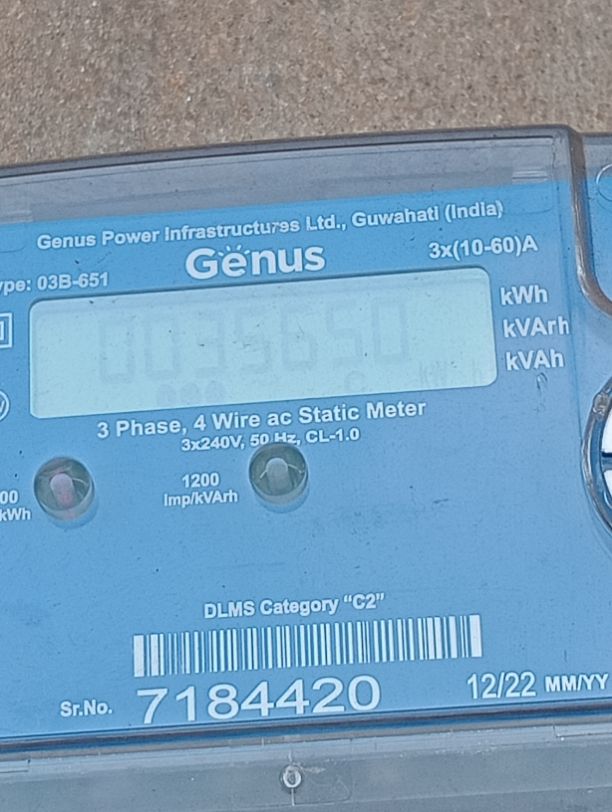 Genus Power Infrastructures Ltd., Guwahati (India)
Genus
3x(10-60)A
ype: 03B-651
kWh
kVArh
kVAh
0035650
3 Phase, 4 Wire ac Static Meter
3x240V, 50 Hz, CL-1.0
00
kWh
1200
Imp/kVArh
DLMS Category “C2”
Sr.No. 7184420
12/22 MM/YY